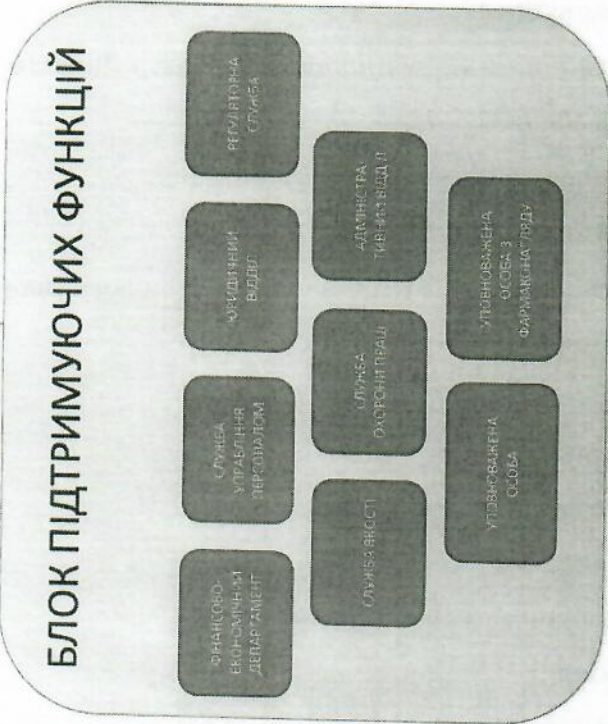 БЛОК ПІДТРИМУЮЧИХ ФУНКЦІЙ
ФІНАНСОВО-
ЕКОНОМІЧНИЙ
ДЕПАРТАМЕНТ
СЛУЖБА
УПРАВЛІННЯ
ПЕРСОНАЛОМ
ЮРИДИЧНИЙ
ВІДДІЛ
РЕГУЛЯТОРНА
СЛУЖБА
СЛУЖБА ЯКОСТІ
СЛУЖБА
ОХОРОНИ ПРАЦІ
АДМІНІСТРА-
ТИВНИЙ ВІДДІЛ
УПОВНОВАЖЕНА
ОСОБА
УПОВНОВАЖЕНА
ОСОБА З
ФАРМАКОНАГЛЯДУ